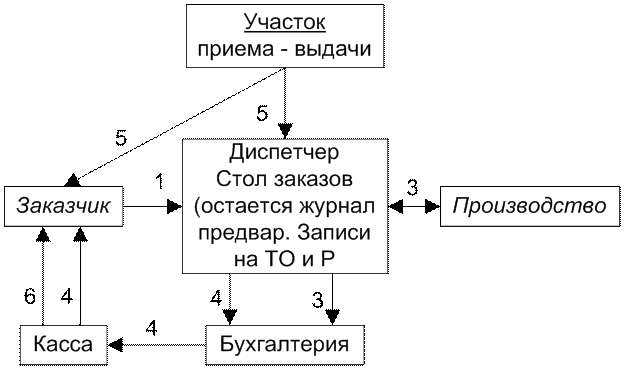 Участок
приема - выдачи
5
5
Диспетчер
Стол заказов
(остается журнал
предвар. Записи
на ТО и Р
1
3
Заказчик
Производство
6
4
4
3
4
Касса
Бухгалтерия